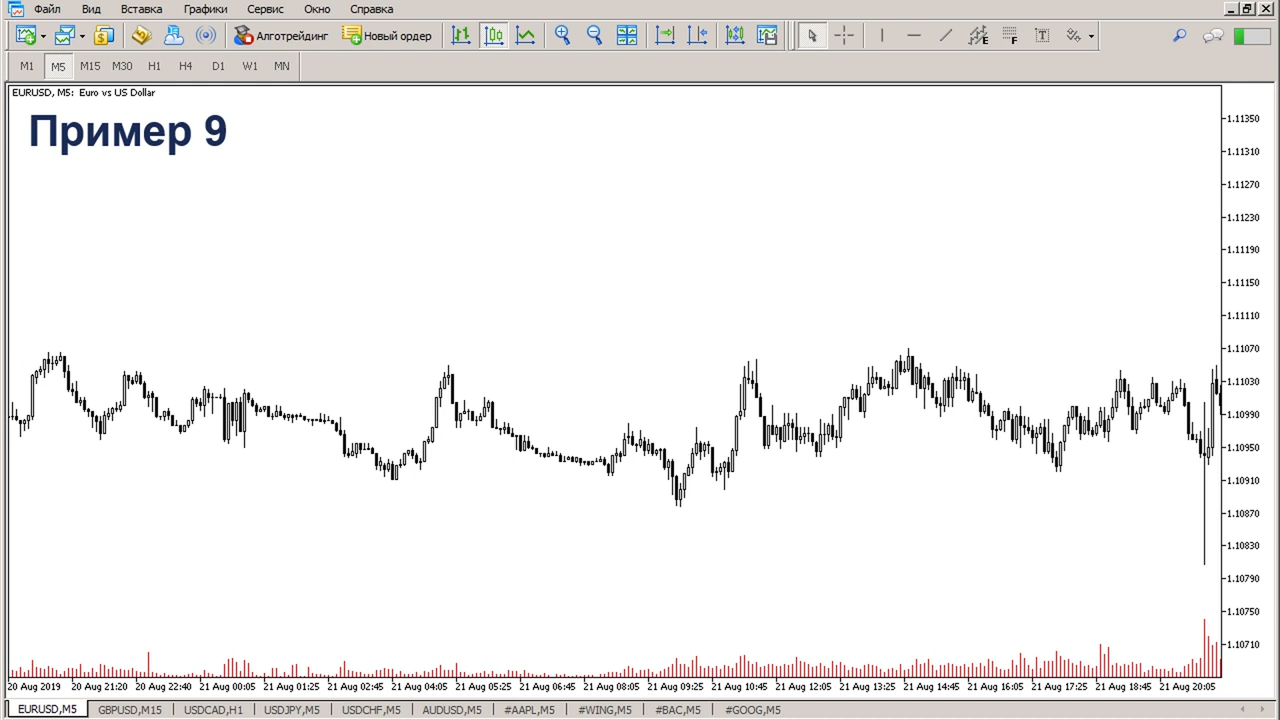 Файл Вид Вставка Графики Сервис Окно Справка
Алготрейдинг Новый ордер E F T
M1 M5 M15 M30 H1 H4 D1 W1 MN
EURUSD, M5: Euro vs US Dollar
Пример 9
1.11350
1.11310
1.11270
1.11230
1.11190
1.11150
1.11110
1.11070
1.11030
1.10990
1.10950
1.10910
1.10870
1.10830
1.10790
1.10750
1.10710
20 Aug 2019 20 Aug 21:20 20 Aug 22:40 21 Aug 00:05 21 Aug 01:25 21 Aug 02:45 21 Aug 04:05 21 Aug 05:25 21 Aug 06:45 21 Aug 08:05 21 Aug 09:25 21 Aug 10:45 21 Aug 12:05 21 Aug 13:25 21 Aug 14:45 21 Aug 16:05 21 Aug 17:25 21 Aug 18:45 21 Aug 20:05
EURUSD,M5 GBPUSD,M15 USDCAD,H1 USDJPY,M5 USDCHF,M5 AUDUSD,M5 #AAPL,M5 #WING,M5 #BAC,M5 #GOOG,M5